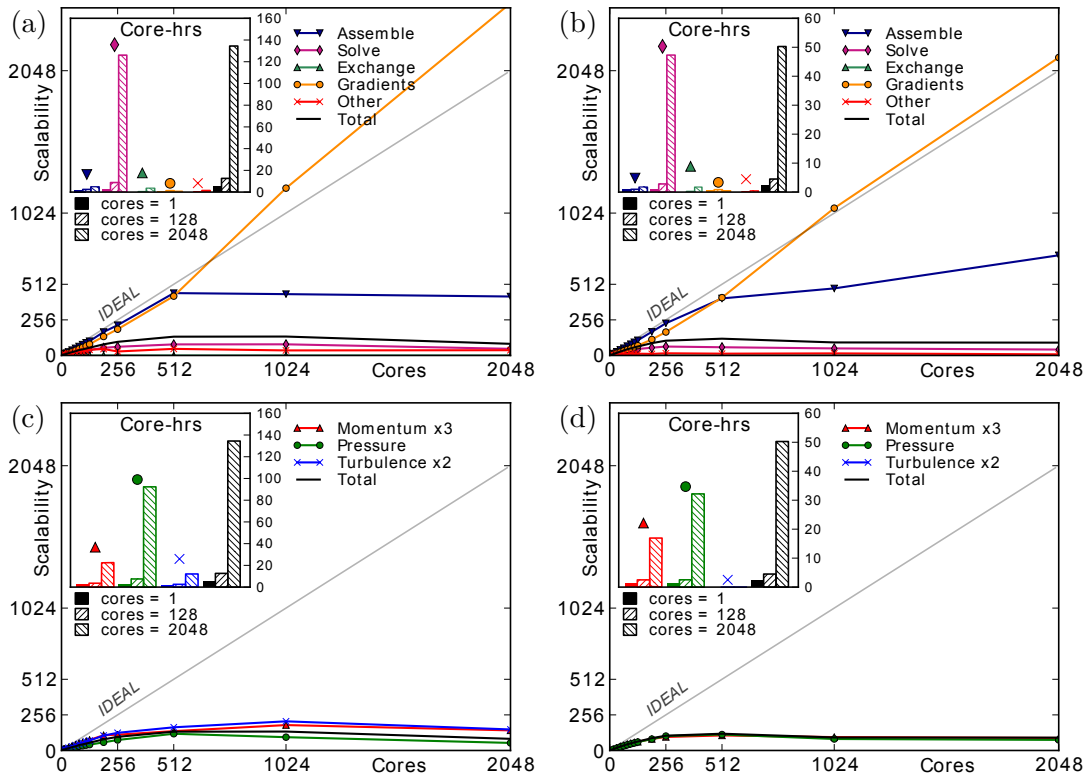 (a)
Core-hrs
160
140
120
100
80
60
40
20
0
Assemble
Solve
Exchange
Gradients
Other
Total
cores = 1
cores = 128
cores = 2048
IDEAL
Scalability
2048
1024
512
256
0
0 256 512 1024 Cores 2048
(b)
Core-hrs
60
50
40
30
20
10
0
Assemble
Solve
Exchange
Gradients
Other
Total
cores = 1
cores = 128
cores = 2048
IDEAL
Scalability
2048
1024
512
256
0
0 256 512 1024 Cores 2048
(c)
Core-hrs
160
140
120
100
80
60
40
20
0
Momentum x3
Pressure
Turbulence x2
Total
cores = 1
cores = 128
cores = 2048
IDEAL
Scalability
2048
1024
512
256
0
0 256 512 1024 Cores 2048
(d)
Core-hrs
60
50
40
30
20
10
0
Momentum x3
Pressure
Turbulence x2
Total
cores = 1
cores = 128
cores = 2048
IDEAL
Scalability
2048
1024
512
256
0
0 256 512 1024 Cores 2048